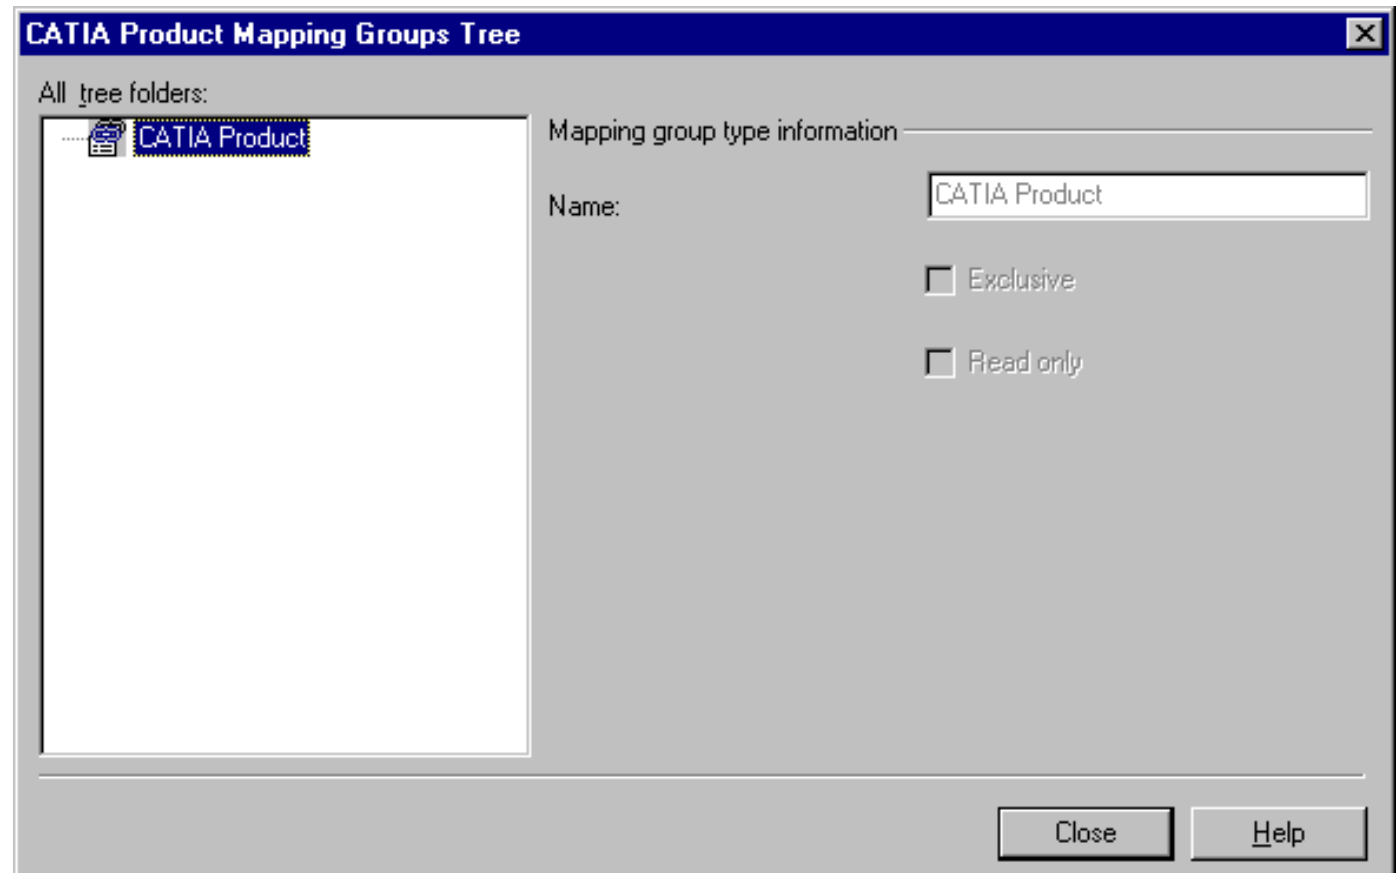 CATIA Product Mapping Groups Tree
All tree folders:
CATIA Product
Mapping group type information
Name:
CATIA Product
Exclusive
Read only
Close
Help